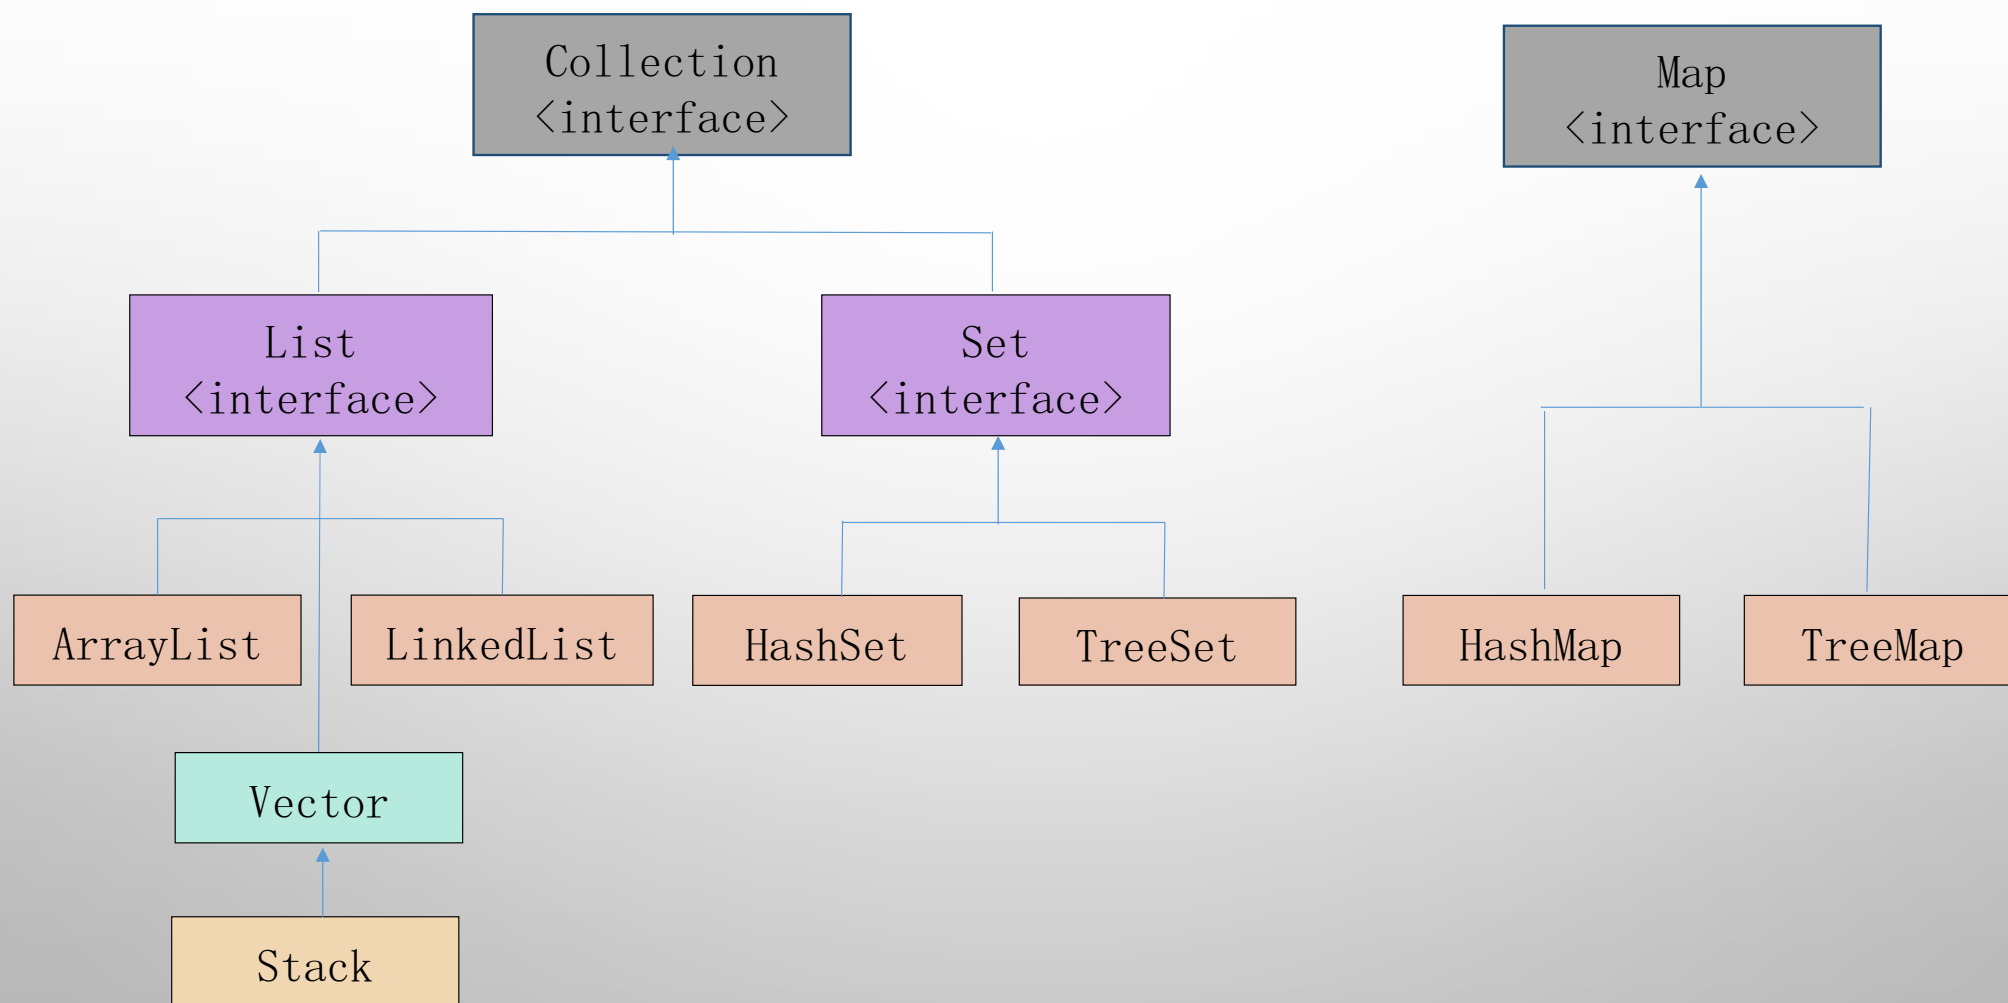 Collection
<interface>
Map
<interface>
List
<interface>
Set
<interface>
ArrayList
LinkedList
HashSet
TreeSet
HashMap
TreeMap
Vector
Stack